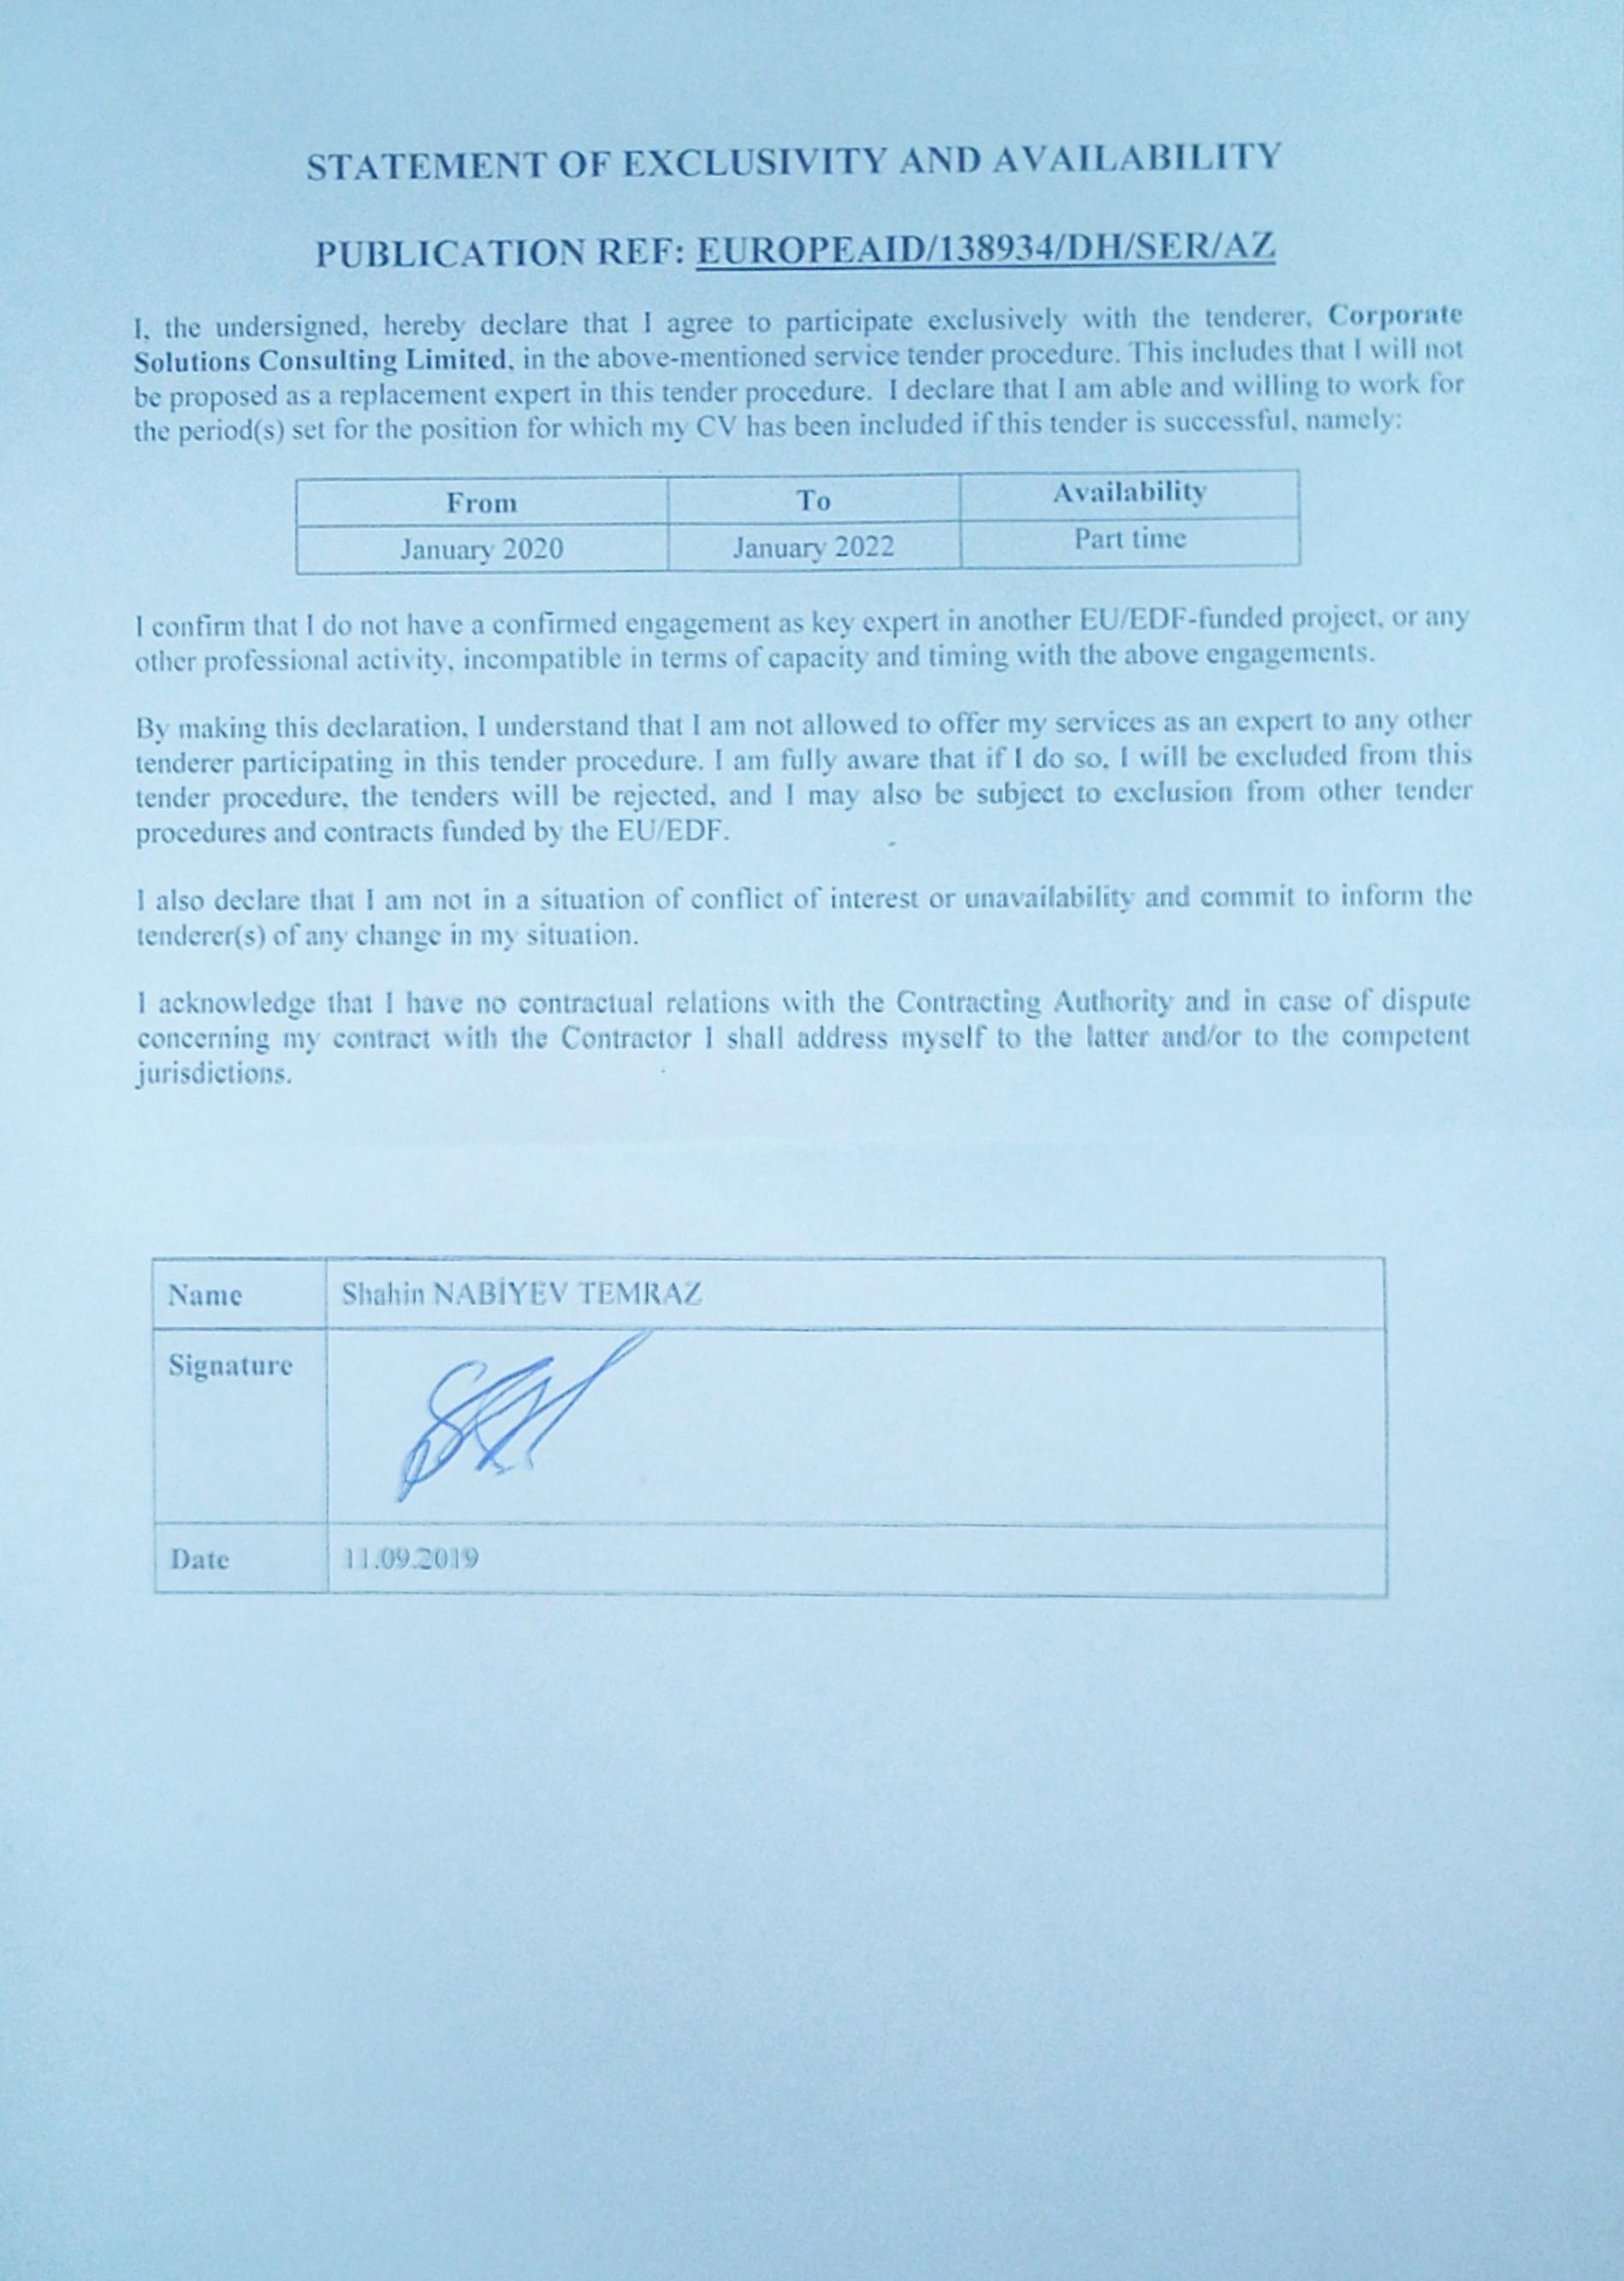 STATEMENT OF EXCLUSIVITY AND AVAILABILITY
PUBLICATION REF: EUROPEAID/138934/DH/SER/AZ
I, the undersigned, hereby declare that I agree to participate exclusively with the tenderer, Corporate
Solutions Consulting Limited, in the above-mentioned service tender procedure. This includes that I will not
be proposed as a replacement expert in this tender procedure. I declare that I am able and willing to work for
the period(s) set for the position for which my CV has been included if this tender is successful, namely:
From To Availability
January 2020 January 2022 Part time
I confirm that I do not have a confirmed engagement as key expert in another EU/EDF-funded project, or any
other professional activity, incompatible in terms of capacity and timing with the above engagements.
By making this declaration, I understand that I am not allowed to offer my services as an expert to any other
tenderer participating in this tender procedure. I am fully aware that if I do so, I will be excluded from this
tender procedure, the tenders will be rejected, and I may also be subject to exclusion from other tender
procedures and contracts funded by the EU/EDF.
I also declare that I am not in a situation of conflict of interest or unavailability and commit to inform the
tenderer(s) of any change in my situation.
I acknowledge that I have no contractual relations with the Contracting Authority and in case of dispute
concerning my contract with the Contractor I shall address myself to the latter and/or to the competent
jurisdictions.
Name Shahin NABİYEV TEMRAZ
Signature
Date 11.09.2019